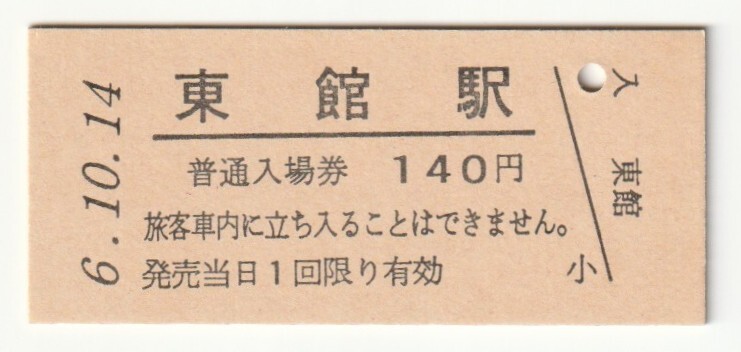 東館駅
普通入場券 140円
旅客車内に立ち入ることはできません。
発売当日1回限り有効
小
入
東館
6.10.14